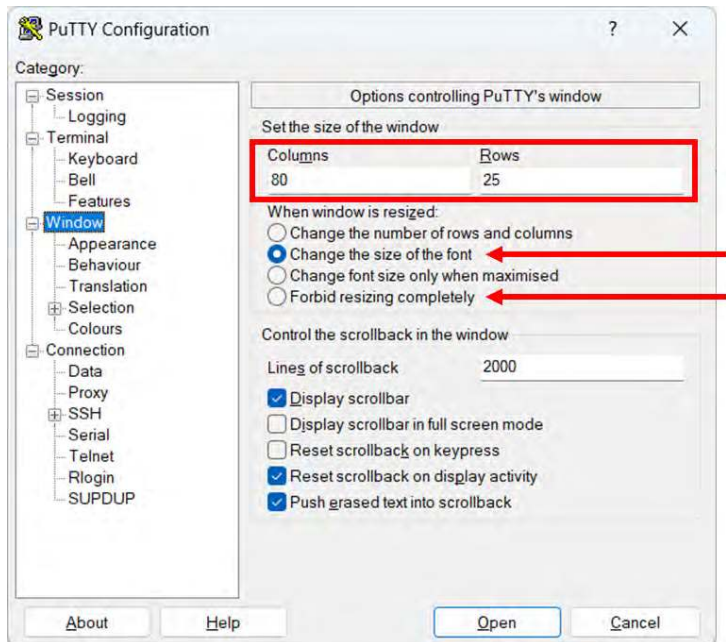 PuTTY Configuration ?
Category:
Session
Logging
Terminal
Keyboard
Bell
Features
Window
Appearance
Behaviour
Translation
Selection
Colours
Connection
Data
Proxy
SSH
Serial
Telnet
Rlogin
SUPDUP
Options controlling PuTTY's window
Set the size of the window
Columns Rows
80 25
When window is resized:
Change the number of rows and columns
Change the size of the font
Change font size only when maximised
Forbid resizing completely
Control the scrollback in the window
Lines of scrollback 2000
Display scrollbar
Display scrollbar in full screen mode
Reset scrollback on keypress
Reset scrollback on display activity
Push erased text into scrollback
About Help Open Cancel